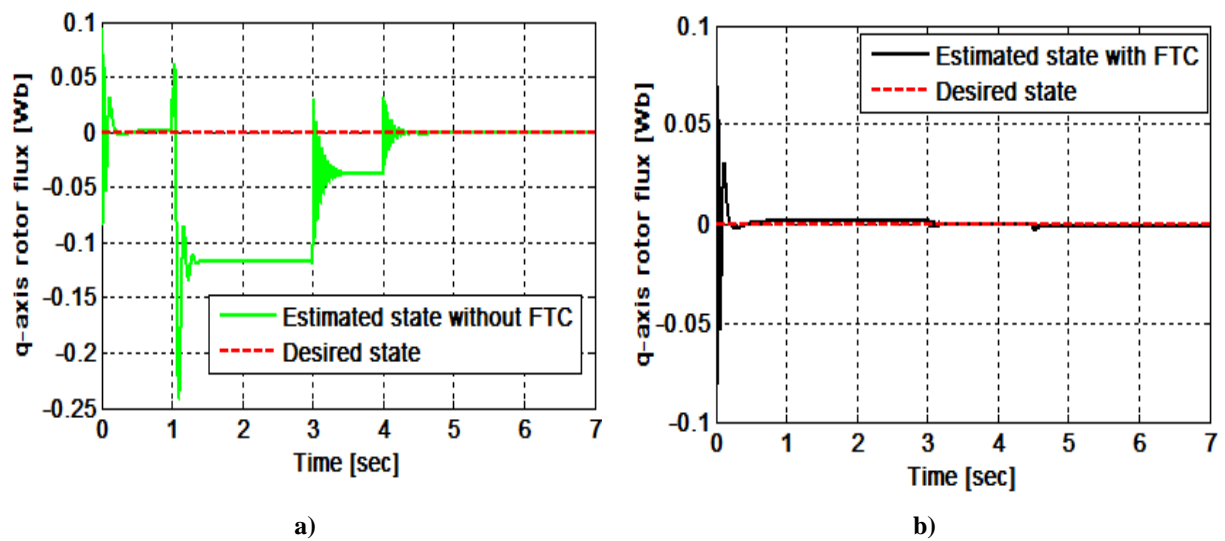 q-axis rotor flux [Wb]
0.1
0.05
0
-0.05
-0.1
-0.15
-0.2
-0.25
Estimated state without FTC
Desired state
0 1 2 3 4 5 6 7
Time [sec]
a)
q-axis rotor flux [Wb]
0.1
0.05
0
-0.05
-0.1
Estimated state with FTC
Desired state
0 1 2 3 4 5 6 7
Time [sec]
b)